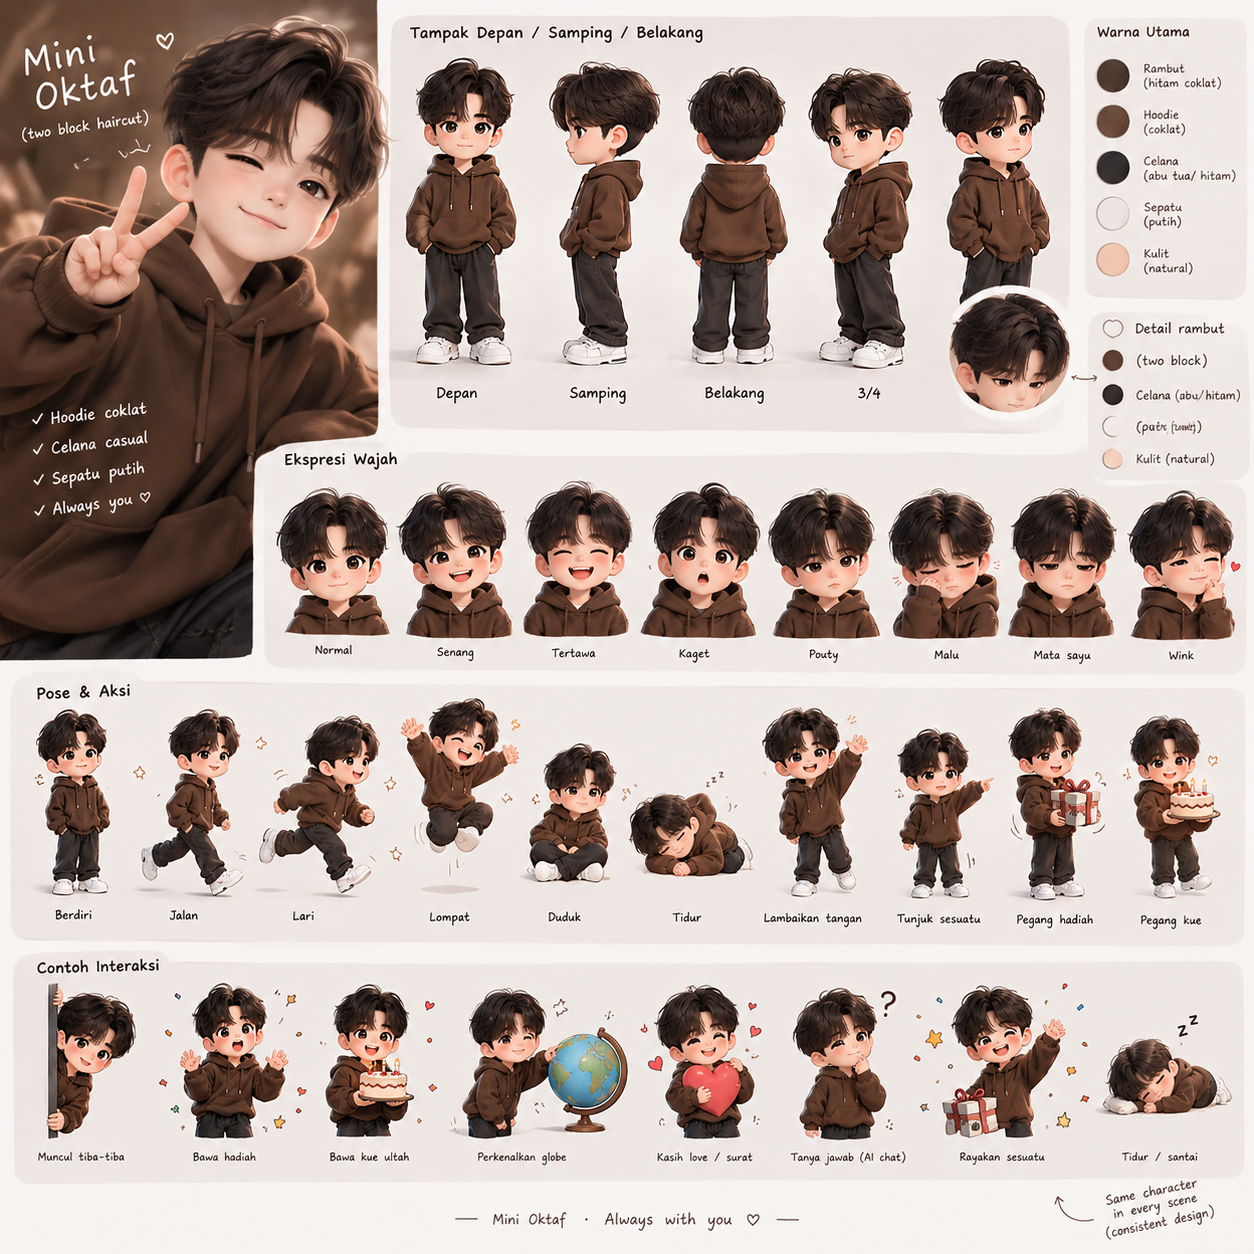 Mini
Oktaf
(two block haircut)
✓ Hoodie coklat
✓ Celana casual
✓ Sepatu putih
✓ Always you ♡
Tampak Depan / Samping / Belakang
Depan
Samping
Belakang
3/4
Warna Utama
Rambut
(hitam coklat)
Hoodie
(coklat)
Celana
(abu tua/ hitam)
Sepatu
(putih)
Kulit
(natural)
Detail rambut
(two block)
Celana (abu/hitam)
Kulit (natural)
Ekspresi Wajah
Normal
Senang
Tertawa
Kaget
Pouty
Malu
Mata sayu
Wink
Pose & Aksi
zzz
Berdiri
Jalan
Lari
Lompat
Duduk
Tidur
Lambaikan tangan
Tunjuk sesuatu
Pegang hadiah
Pegang kue
Contoh Interaksi
?
z z
Muncul tiba-tiba
Bawa hadiah
Bawa kue ultah
Perkenalkan globe
Kasih love / surat
Tanya jawab (AI chat)
Rayakan sesuatu
Tidur / santai
Mini Oktaf · Always with you ♡
Same character
in every scene
(consistent design)